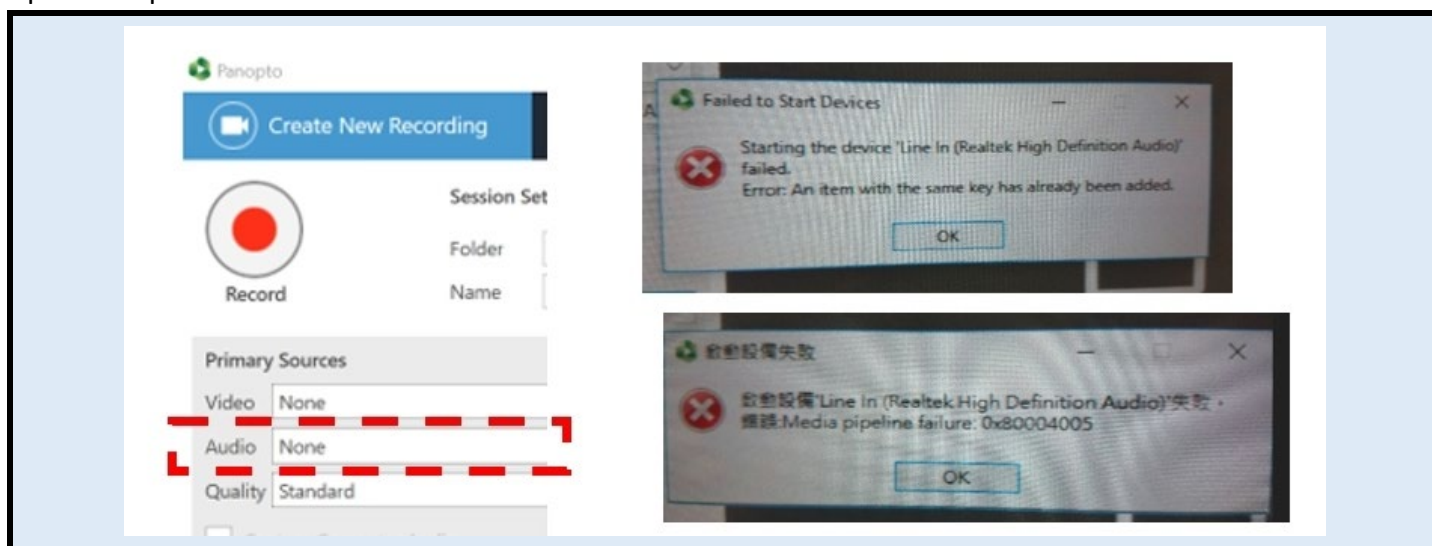 Panopto
Create New Recording
Record
Session Set
Folder
Name
Primary Sources
Video None
Audio None
Quality Standard
Failed to Start Devices
Starting the device 'Line In (Realtek High Definition Audio)'
failed.
Error: An item with the same key has already been added.
OK
啟動設備失敗
啟動設備'Line In (Realtek High Definition Audio)'失敗。
錯誤:Media pipeline failure: 0x80004005
OK